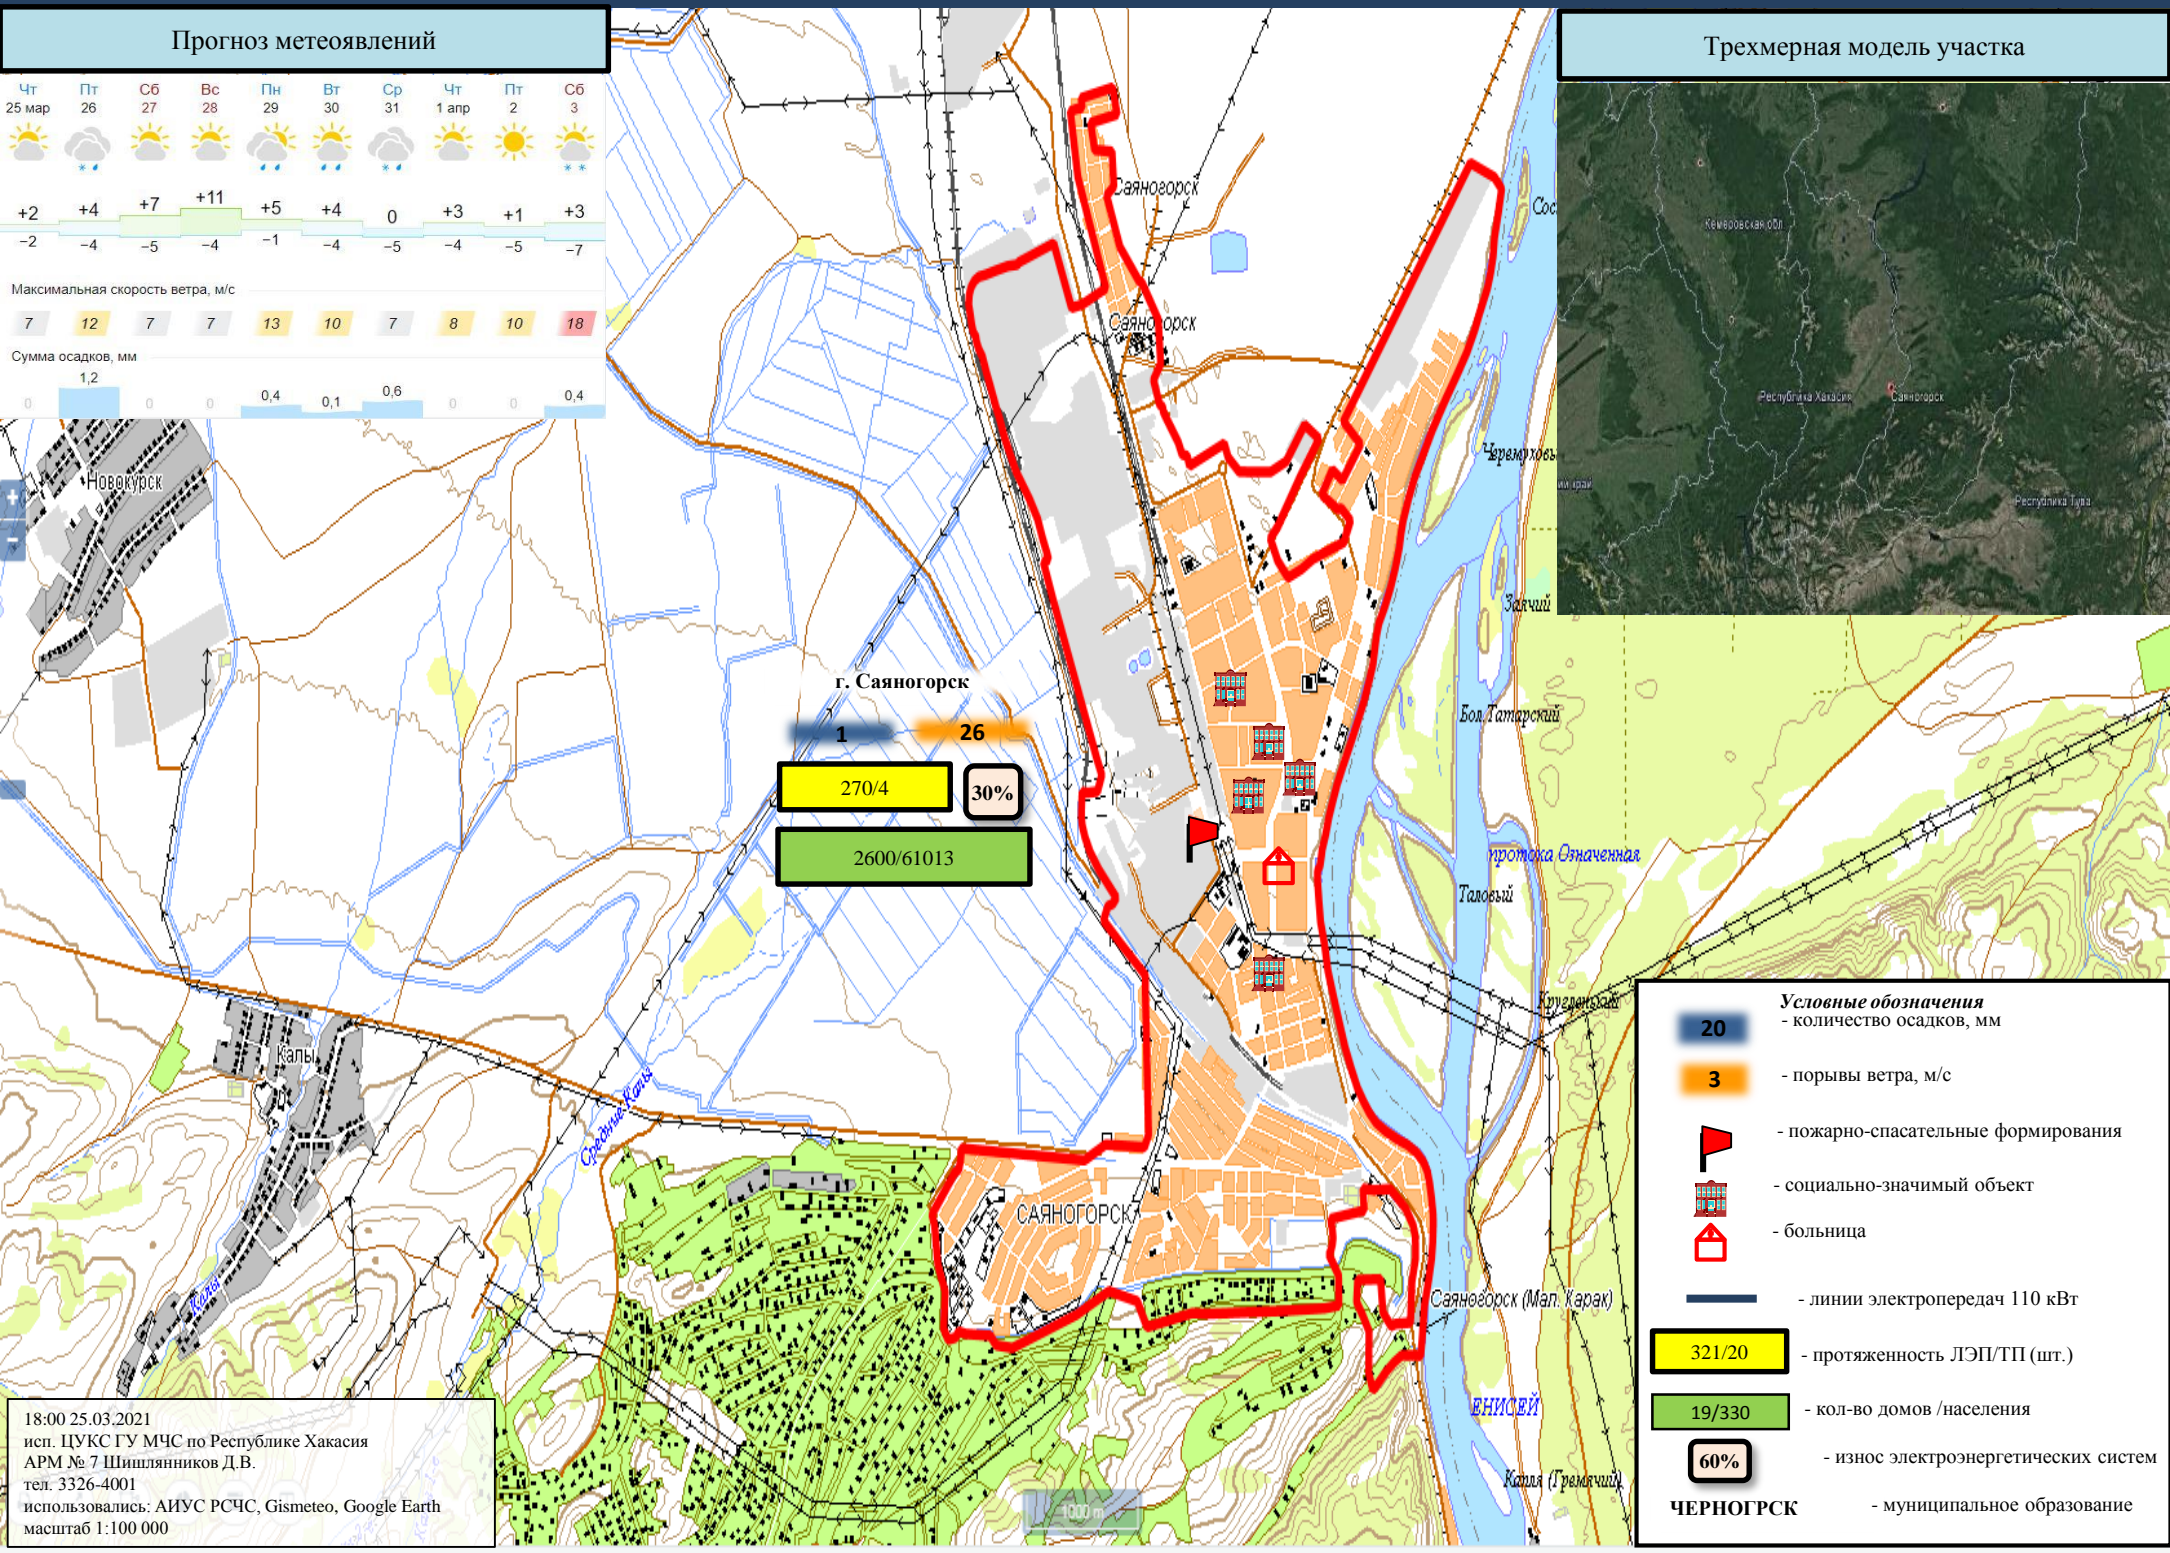 Прогноз метеоявлений
Чт Пт Сб Вс Пн Вт Ср Чт Пт Сб
25 мар 26 27 28 29 30 31 1 апр 2 3
+2 +4 +7 +11 +5 +4 0 +3 +1 +3
−2 −4 −5 −4 −1 −4 −5 −4 −5 −7
Максимальная скорость ветра, м/с
7 12 7 7 13 10 7 8 10 18
Сумма осадков, мм
0 1,2 0 0 0,4 0,1 0,6 0 0 0,4
Трехмерная модель участка
Кемеровская обл
Республика Хакасия
Саяногорск
Республика Тува
ий край
Саяногорск
Саяногорск
Сос
Черемуховы
Заячий
Новокурск
+
-
г. Саяногорск
1
26
270/4
30%
2600/61013
Бол.Татарский
протока Означенная
Таловый
Кругленький
Калы
Средние Калы
Калы
САЯНОГОРСК
Саяногорск (Мал. Карак)
ЕНИСЕЙ
Капля (Гремячий)
1000 m
Условные обозначения
20 - количество осадков, мм
3 - порывы ветра, м/с
- пожарно-спасательные формирования
- социально-значимый объект
- больница
- линии электропередач 110 кВт
321/20 - протяженность ЛЭП/ТП (шт.)
19/330 - кол-во домов /населения
60% - износ электроэнергетических систем
ЧЕРНОГРСК - муниципальное образование
18:00 25.03.2021
исп. ЦУКС ГУ МЧС по Республике Хакасия
АРМ № 7 Шишлянников Д.В.
тел. 3326-4001
использовались: АИУС РСЧС, Gismeteo, Google Earth
масштаб 1:100 000